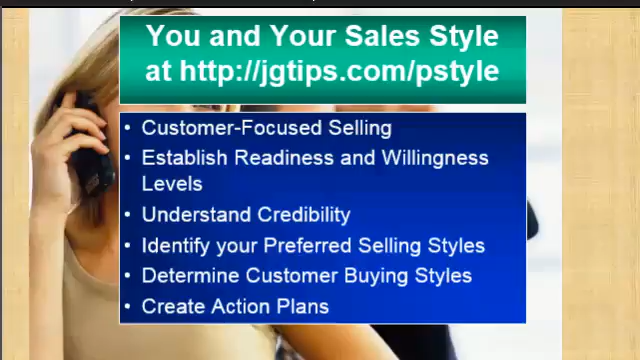 You and Your Sales Style
at http://jgtips.com/pstyle
• Customer-Focused Selling
• Establish Readiness and Willingness
Levels
• Understand Credibility
• Identify your Preferred Selling Styles
• Determine Customer Buying Styles
• Create Action Plans